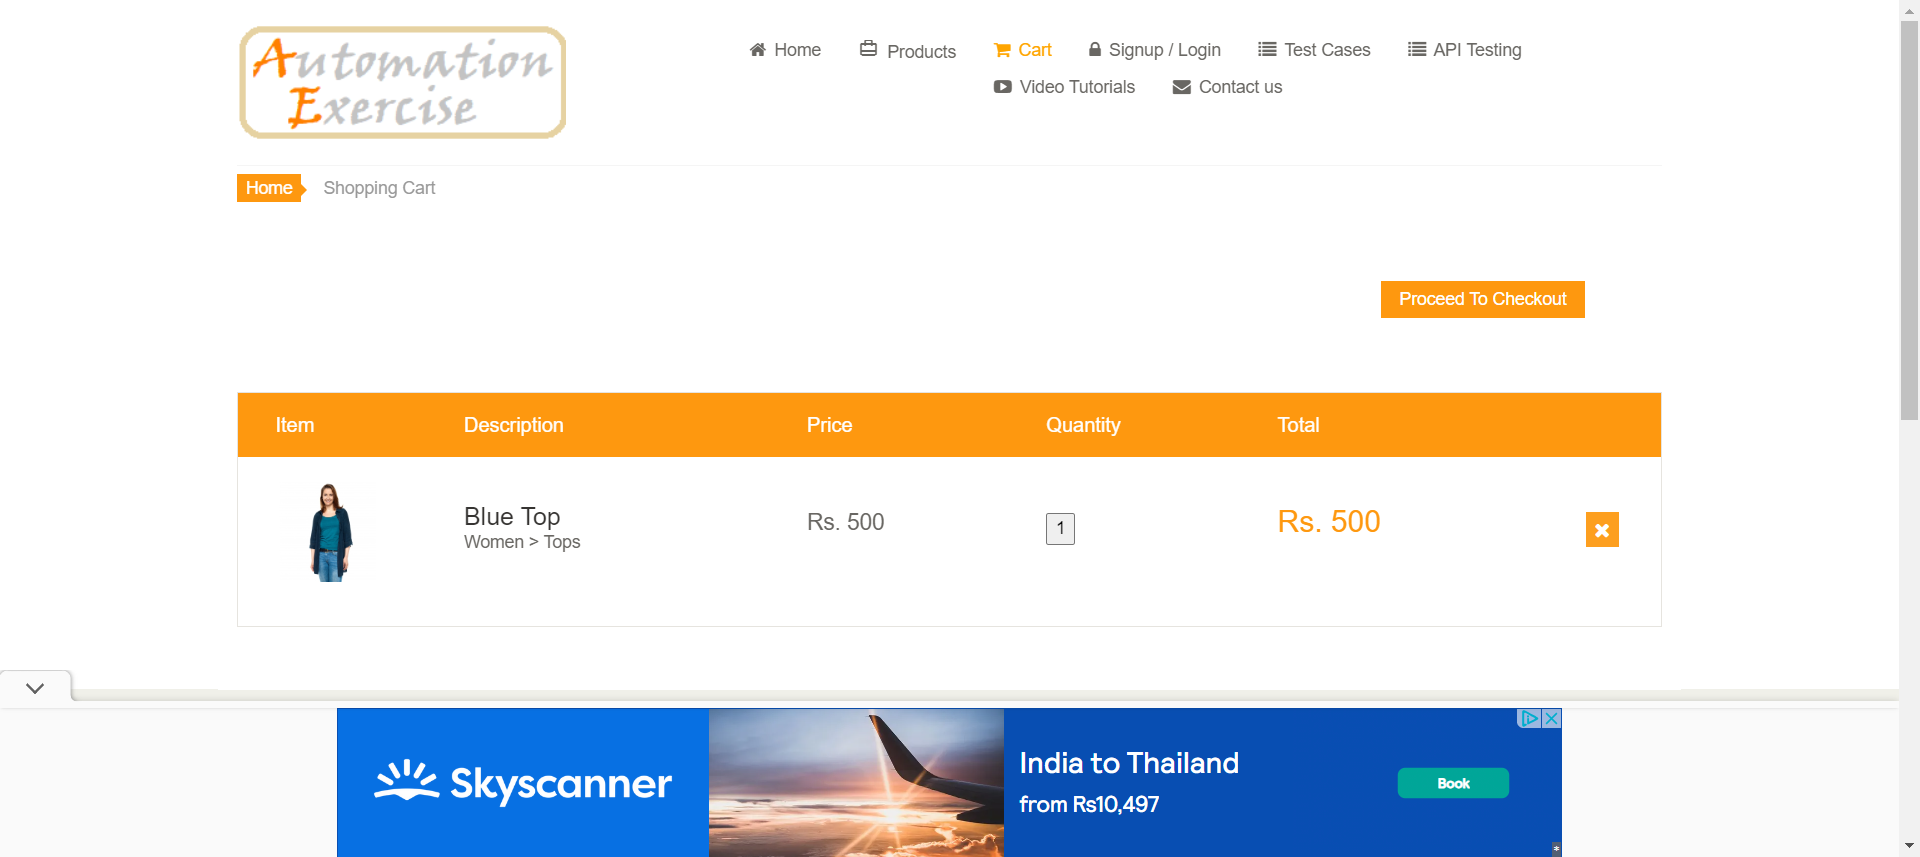 Automation
Exercise
Home
Products
Cart
Signup / Login
Test Cases
API Testing
Video Tutorials
Contact us
Home
Shopping Cart
Proceed To Checkout
Item
Description
Price
Quantity
Total
Blue Top
Women > Tops
Rs. 500
1
Rs. 500
Skyscanner
India to Thailand
from Rs10,497
Book